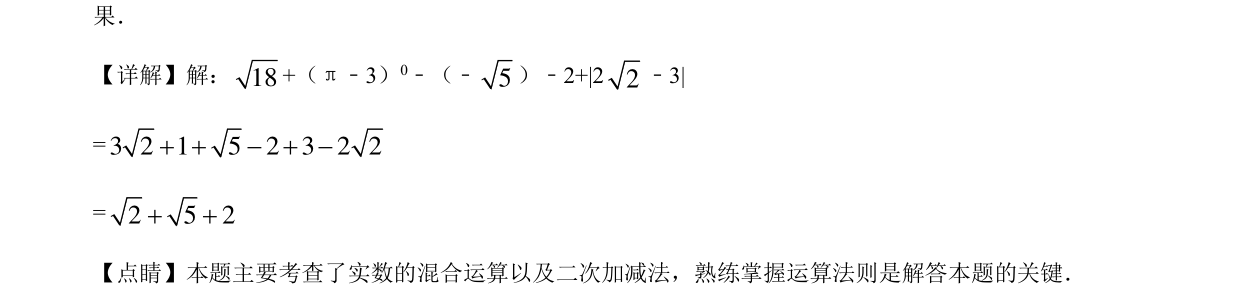 果．
【详解】解：√18+（π﹣3）⁰﹣（﹣√5）﹣2+|2√2﹣3|
=3√2+1+√5−2+3−2√2
=√2+√5+2
【点睛】本题主要考查了实数的混合运算以及二次加减法，熟练掌握运算法则是解答本题的关键．